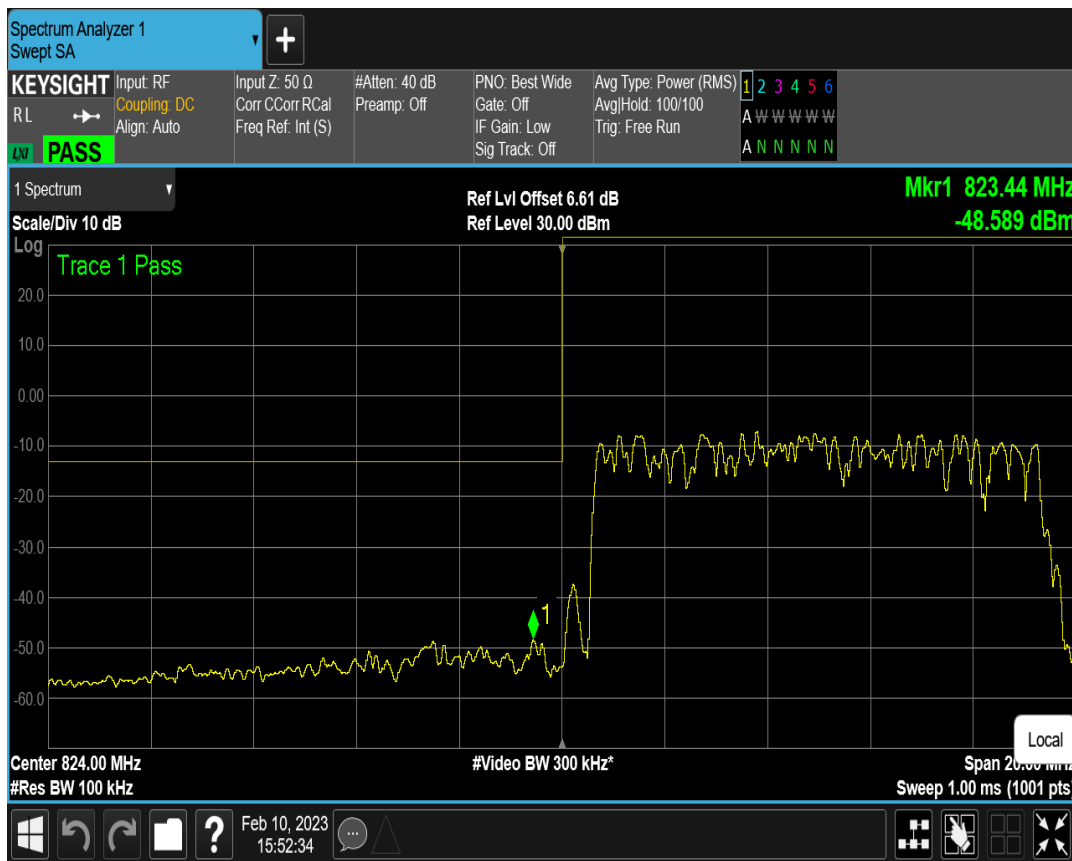 Spectrum Analyzer 1
Swept SA
+
KEYSIGHT
R L
LXI PASS
Input: RF
Coupling: DC
Align: Auto
Input Z: 50 Ω
Corr CCorr RCal
Freq Ref: Int (S)
#Atten: 40 dB
Preamp: Off
PNO: Best Wide
Gate: Off
IF Gain: Low
Sig Track: Off
Avg Type: Power (RMS)
Avg|Hold: 100/100
Trig: Free Run
1 2 3 4 5 6
A W W W W W
A N N N N N
1 Spectrum
Scale/Div 10 dB
Ref Lvl Offset 6.61 dB
Ref Level 30.00 dBm
Mkr1 823.44 MHz
-48.589 dBm
Log
Trace 1 Pass
20.0
10.0
0.00
-10.0
-20.0
-30.0
-40.0
1
-50.0
-60.0
Local
Center 824.00 MHz
#Video BW 300 kHz*
Span 20.00 MHz
#Res BW 100 kHz
Sweep 1.00 ms (1001 pts)
?
Feb 10, 2023
15:52:34